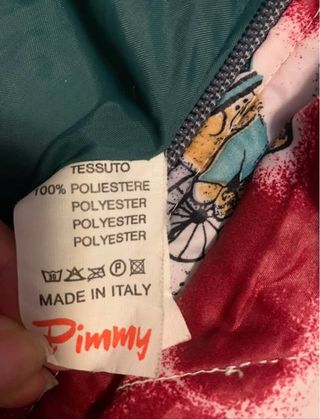 TESSUTO
100% POLIESTERE
POLYESTER
POLYESTER
POLYESTER
MADE IN ITALY
Pimmy